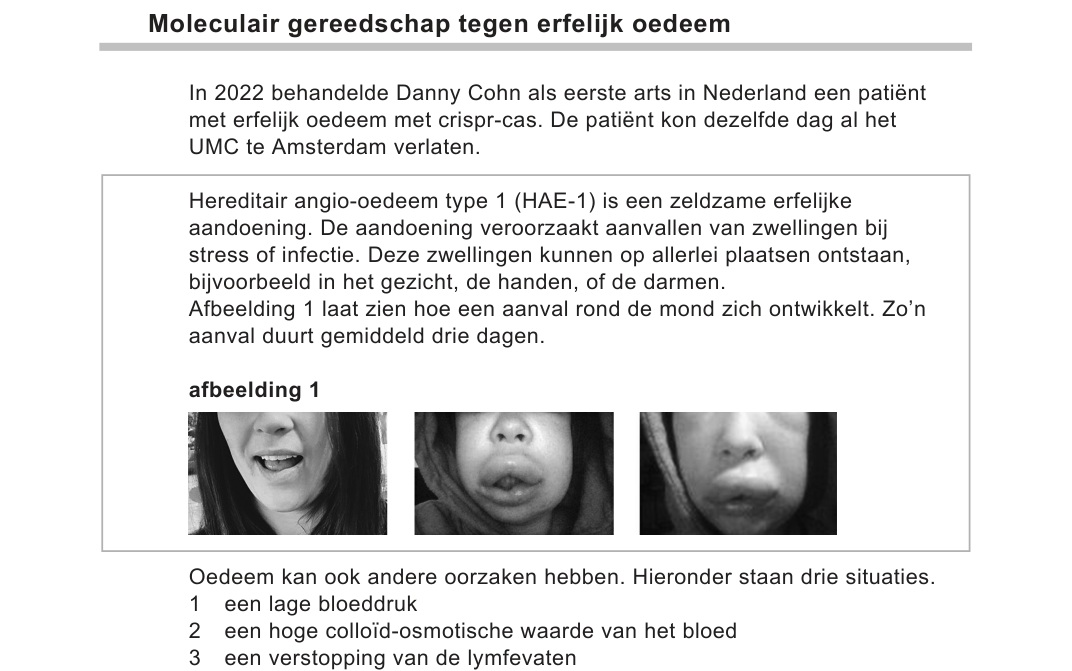 Moleculair gereedschap tegen erfelijk oedeem
In 2022 behandelde Danny Cohn als eerste arts in Nederland een patiënt
met erfelijk oedeem met crispr-cas. De patiënt kon dezelfde dag al het
UMC te Amsterdam verlaten.
Hereditair angio-oedeem type 1 (HAE-1) is een zeldzame erfelijke
aandoening. De aandoening veroorzaakt aanvallen van zwellingen bij
stress of infectie. Deze zwellingen kunnen op allerlei plaatsen ontstaan,
bijvoorbeeld in het gezicht, de handen, of de darmen.
Afbeelding 1 laat zien hoe een aanval rond de mond zich ontwikkelt. Zo’n
aanval duurt gemiddeld drie dagen.
afbeelding 1
Oedeem kan ook andere oorzaken hebben. Hieronder staan drie situaties.
1 een lage bloeddruk
2 een hoge colloïd-osmotische waarde van het bloed
3 een verstopping van de lymfevaten